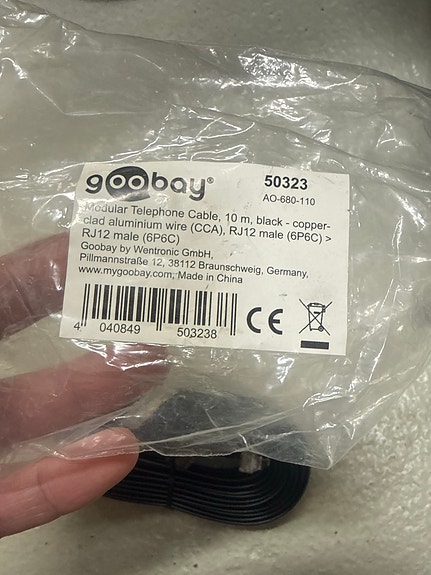 goobay®
50323
AO-680-110
Modular Telephone Cable, 10 m, black - copper-
clad aluminium wire (CCA), RJ12 male (6P6C) >
RJ12 male (6P6C)
Goobay by Wentronic GmbH,
Pillmannstraße 12, 38112 Braunschweig, Germany,
www.mygoobay.com; Made in China
4 040849 503238
CE